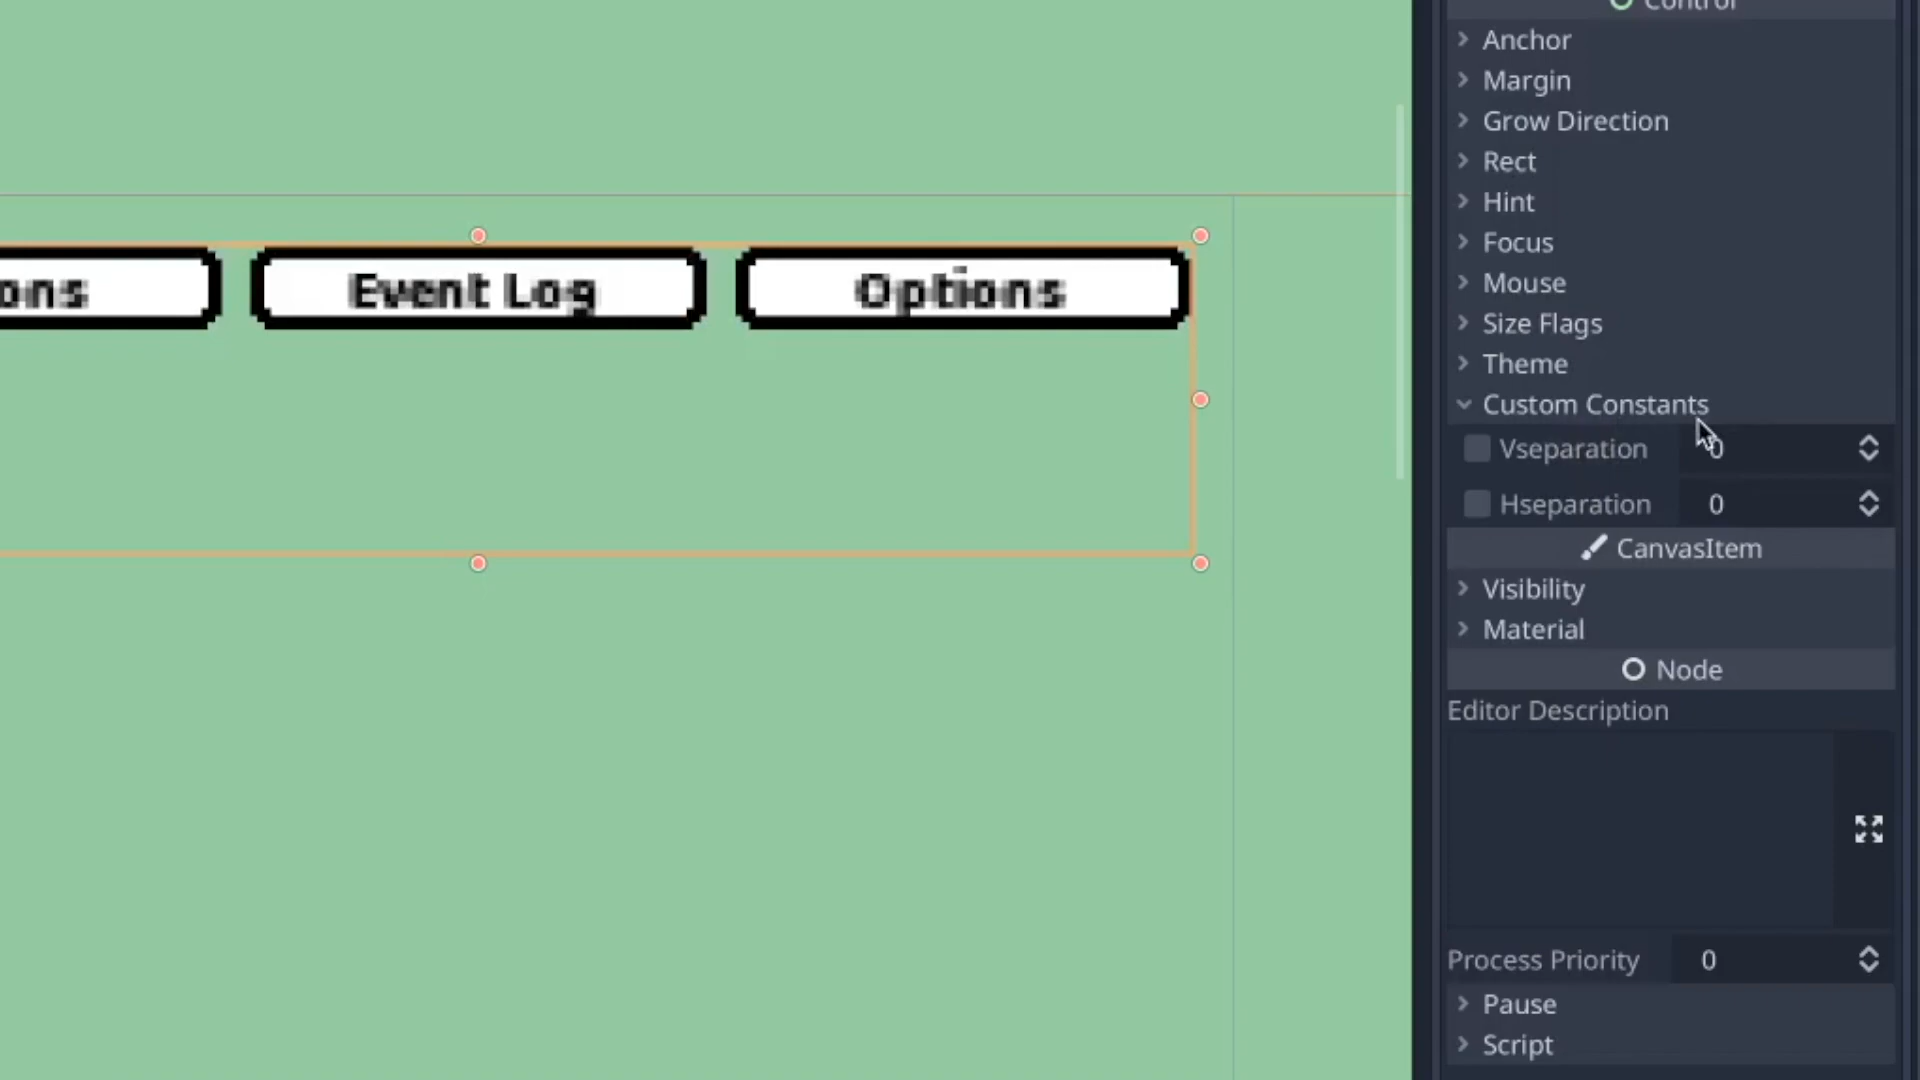 ons
Event Log
Options
Control
Anchor
Margin
Grow Direction
Rect
Hint
Focus
Mouse
Size Flags
Theme
Custom Constants
Vseparation 0
Hseparation 0
CanvasItem
Visibility
Material
Node
Editor Description
Process Priority 0
Pause
Script